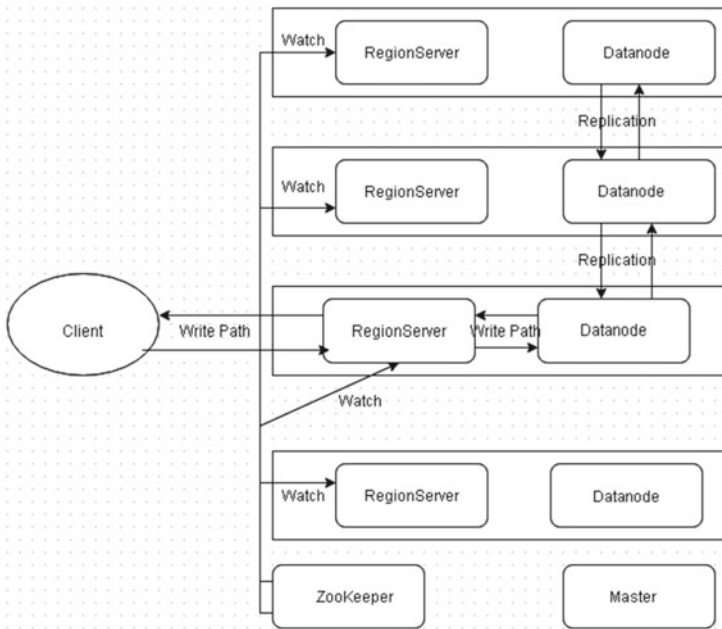 Watch
RegionServer
Datanode
Replication
Watch
RegionServer
Datanode
Replication
Client
Write Path
RegionServer
Write Path
Datanode
Watch
Watch
RegionServer
Datanode
ZooKeeper
Master